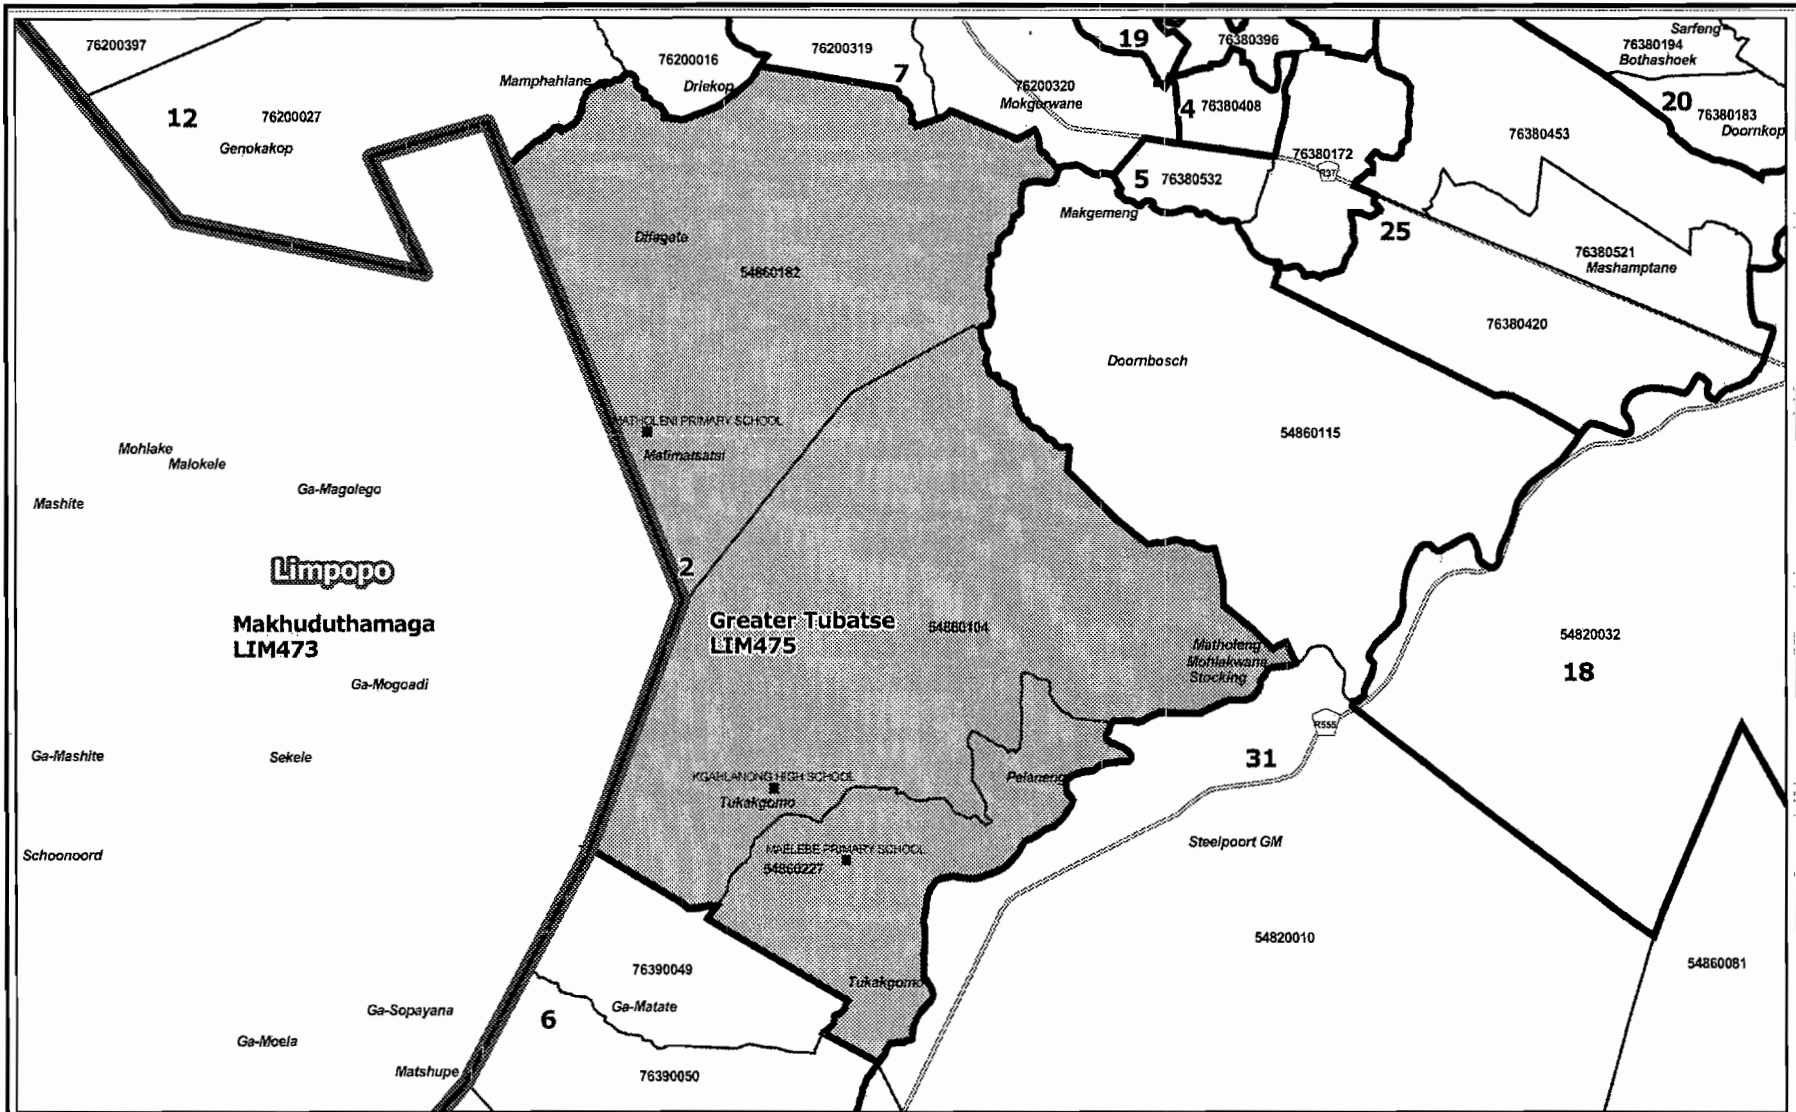 76200397
76200016
Driekop
76200319
7
19
76380396
Sarfeng
76380194
Bothashoek
Mamphahlane
76200320
Mokgorwane
4
76380408
20
76380183
Doornkop
12
76200027
Genokakop
76380453
76380172
R37
5
76380532
Makgemeng
25
Difagate
54860182
76380521
Mashamptane
76380420
Doornbosch
MATHOLENI PRIMARY SCHOOL
Matimatsatsi
54860115
Mohlake
Malokele
Ga-Magolego
Mashite
Limpopo
2
Makhuduthamaga
LIM473
Greater Tubatse
LIM475
54860104
Matholeng
Mohlakwana
Stocking
54820032
18
Ga-Mogoadi
R555
Ga-Mashite
Sekele
31
KGAHLANONG HIGH SCHOOL
Tukakgomo
Pelaneng
Steelpoort GM
Schoonoord
MAELEBE PRIMARY SCHOOL
54860227
54820010
76390049
54860081
Tukakgomo
Ga-Sopayana
6
Ga-Matate
Ga-Moela
Matshupe
76390050